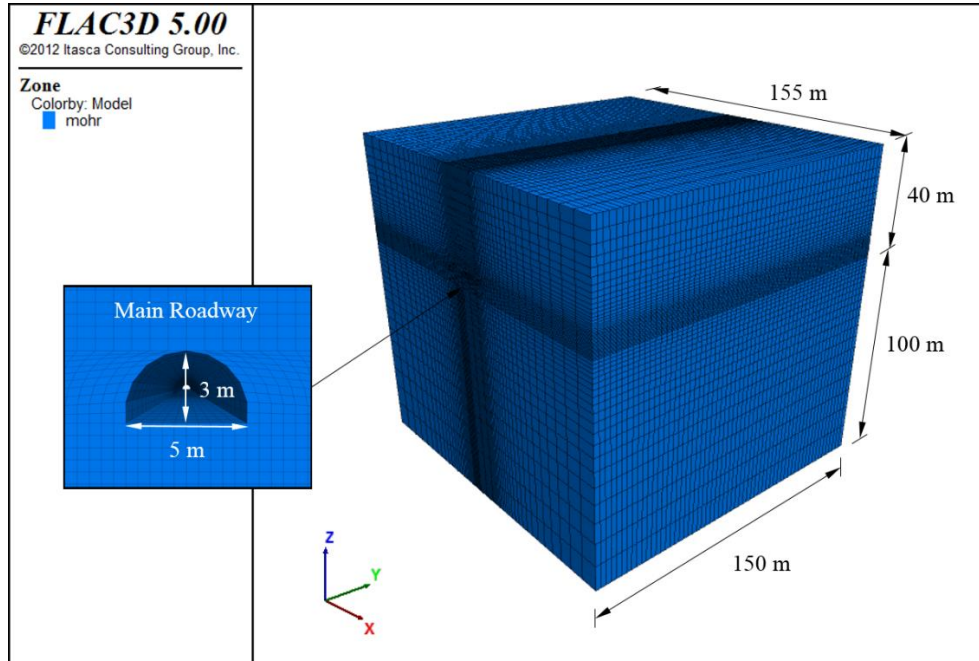 FLAC3D 5.00
©2012 Itasca Consulting Group, Inc.
Zone
Colorby: Model
mohr
155 m
40 m
100 m
150 m
Main Roadway
3 m
5 m
Z
Y
X